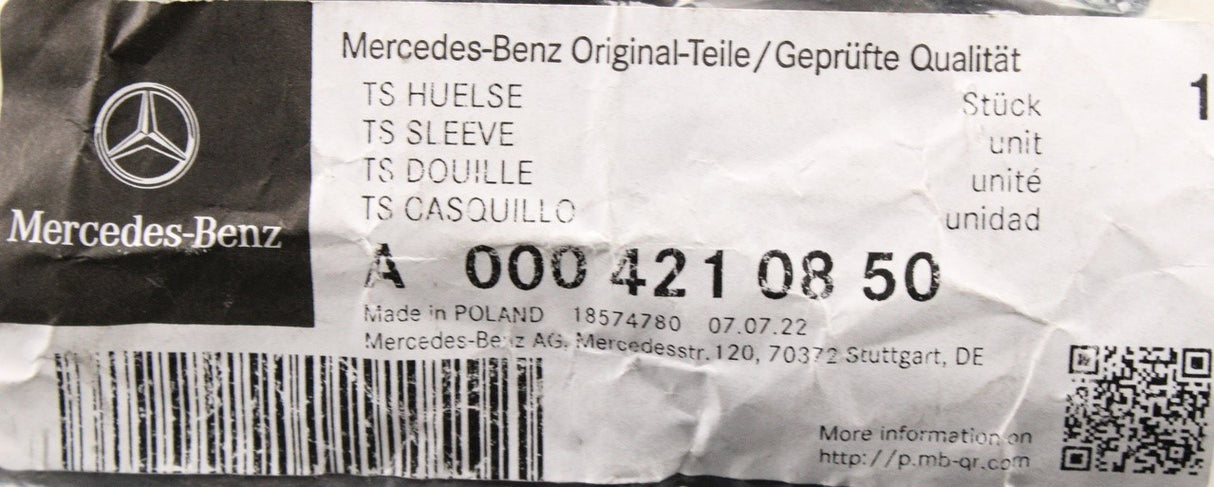 Mercedes-Benz
Mercedes-Benz Original-Teile/Geprüfte Qualität
TS HUELSE Stück 1
TS SLEEVE unit
TS DOUILLE unité
TS CASQUILLO unidad
A 000 421 08 50
Made in POLAND 18574780 07.07.22
Mercedes-Benz AG, Mercedesstr. 120, 70372 Stuttgart, DE
More information on
http://p.mb-qr.com